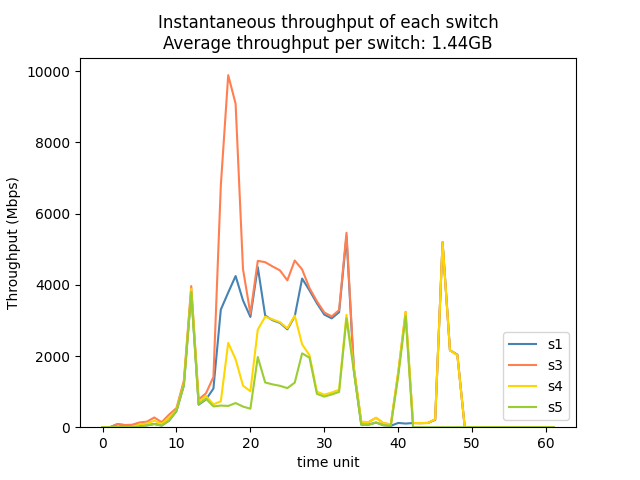 Instantaneous throughput of each switch
Average throughput per switch: 1.44GB
Throughput (Mbps)
10000
8000
6000
4000
2000
0
0 10 20 30 40 50 60
time unit
s1
s3
s4
s5